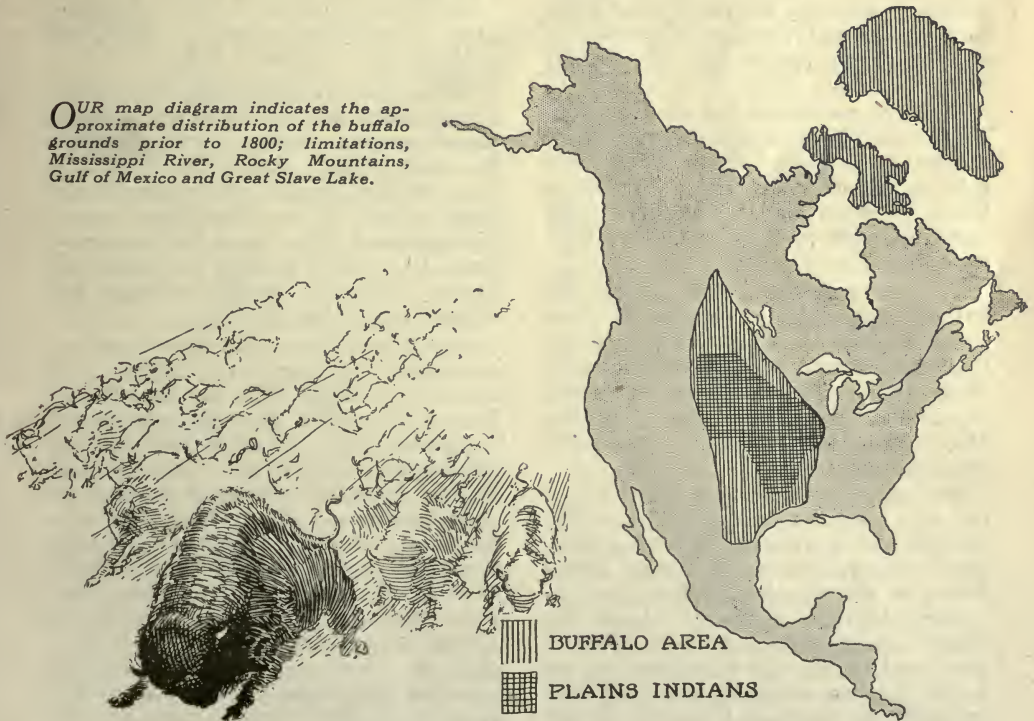 OUR map diagram indicates the ap-
proximate distribution of the buffalo
grounds prior to 1800; limitations,
Mississippi River, Rocky Mountains,
Gulf of Mexico and Great Slave Lake.
BUFFALO AREA
PLAINS INDIANS